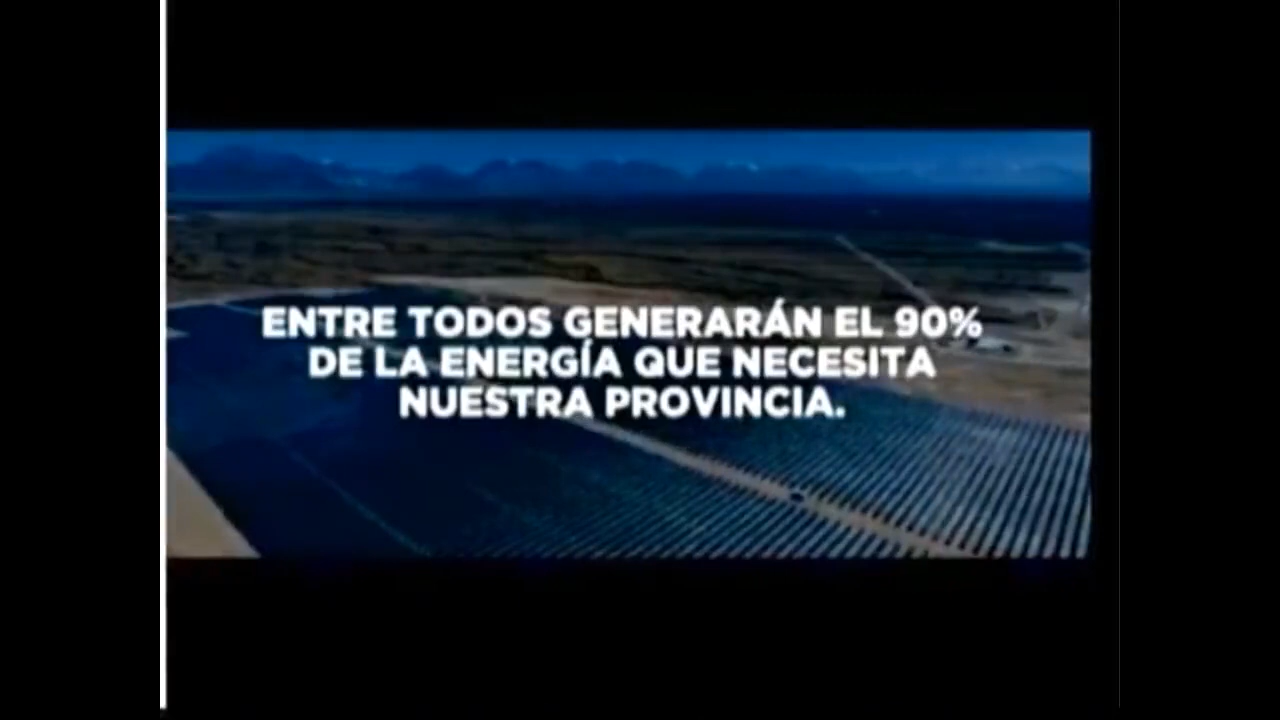 ENTRE TODOS GENERARÁN EL 90%
DE LA ENERGÍA QUE NECESITA
NUESTRA PROVINCIA.